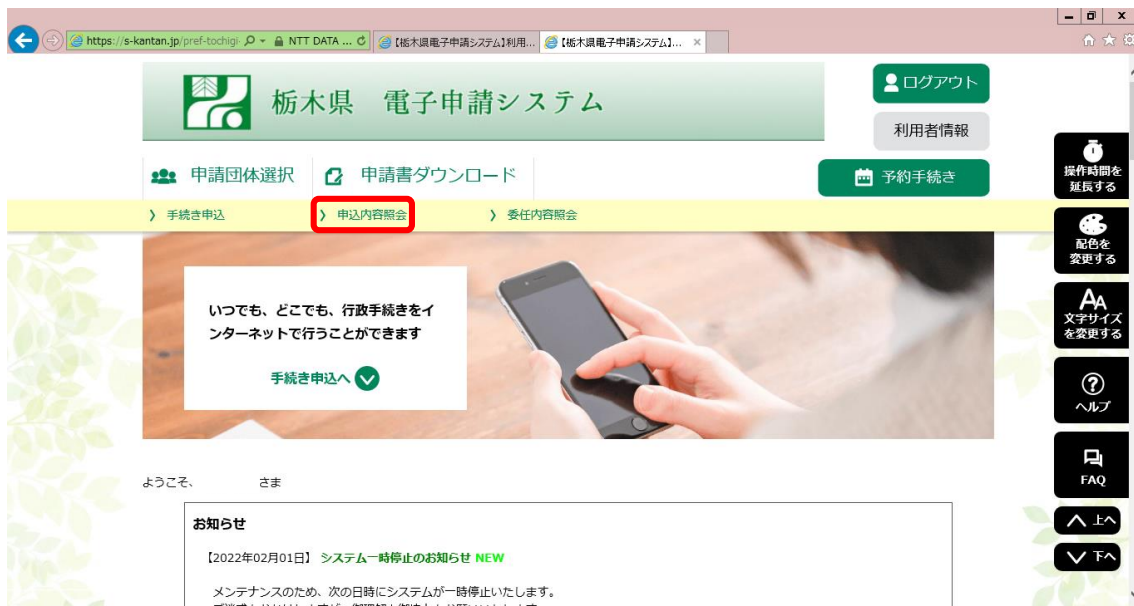 https://s-kantan.jp/pref-tochigi NTT DATA ... 【栃木県電子申請システム】利用... 【栃木県電子申請システム】...
栃木県 電子申請システム
ログアウト
利用者情報
申請団体選択 申請書ダウンロード
予約手続き
手続き申込 申込内容照会 委任内容照会
いつでも、どこでも、行政手続きをイ
ンターネットで行うことができます
手続き申込へ
操作時間を
延長する
配色を
変更する
AA
文字サイズ
を変更する
?
ヘルプ
FAQ
上へ
下へ
ようこそ、 さま
お知らせ
【2022年02月01日】 システム一時停止のお知らせ NEW
メンテナンスのため、次の日時にシステムが一時停止いたします。